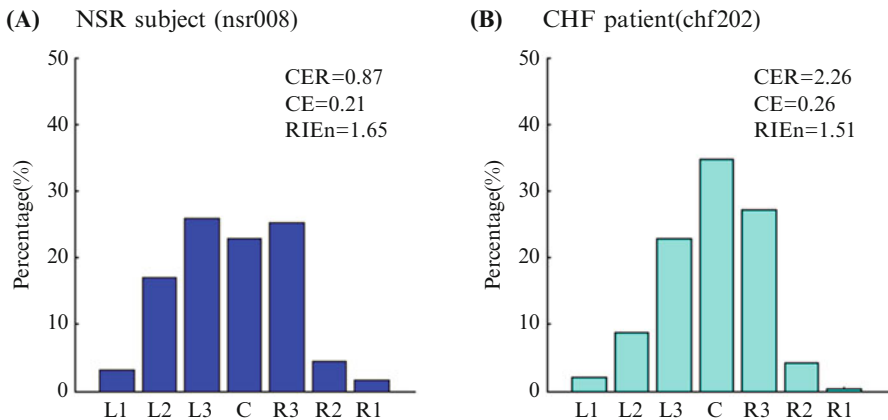 (A) NSR subject (nsr008)
50
40
30
20
10
0
Percentage(%)
CER=0.87
CE=0.21
RIEn=1.65
L1 L2 L3 C R3 R2 R1
(B) CHF patient(chf202)
50
40
30
20
10
0
Percentage(%)
CER=2.26
CE=0.26
RIEn=1.51
L1 L2 L3 C R3 R2 R1